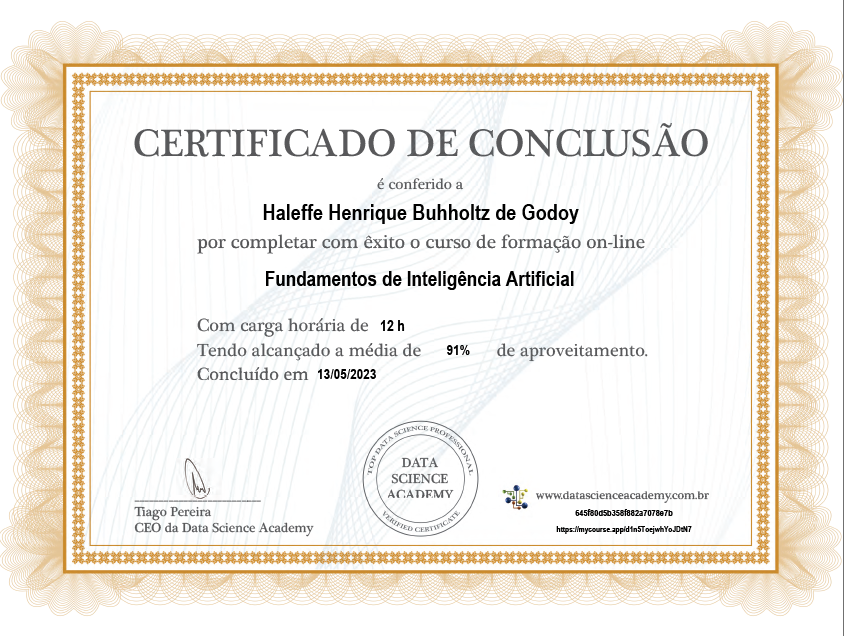 CERTIFICADO DE CONCLUSÃO
é conferido a
Haleffe Henrique Buhholtz de Godoy
por completar com êxito o curso de formação on-line
Fundamentos de Inteligência Artificial
Com carga horária de 12 h
Tendo alcançado a média de 91% de aproveitamento.
Concluído em 13/05/2023
TOP DATA SCIENCE PROFESSIONAL
DATA
SCIENCE
ACADEMY
VERIFIED CERTIFICATE
Tiago Pereira
CEO da Data Science Academy
www.datascienceacademy.com.br
645f80d5b358f882a7078e7b
https://mycourse.app/d1n5ToejwhYoJDtN7